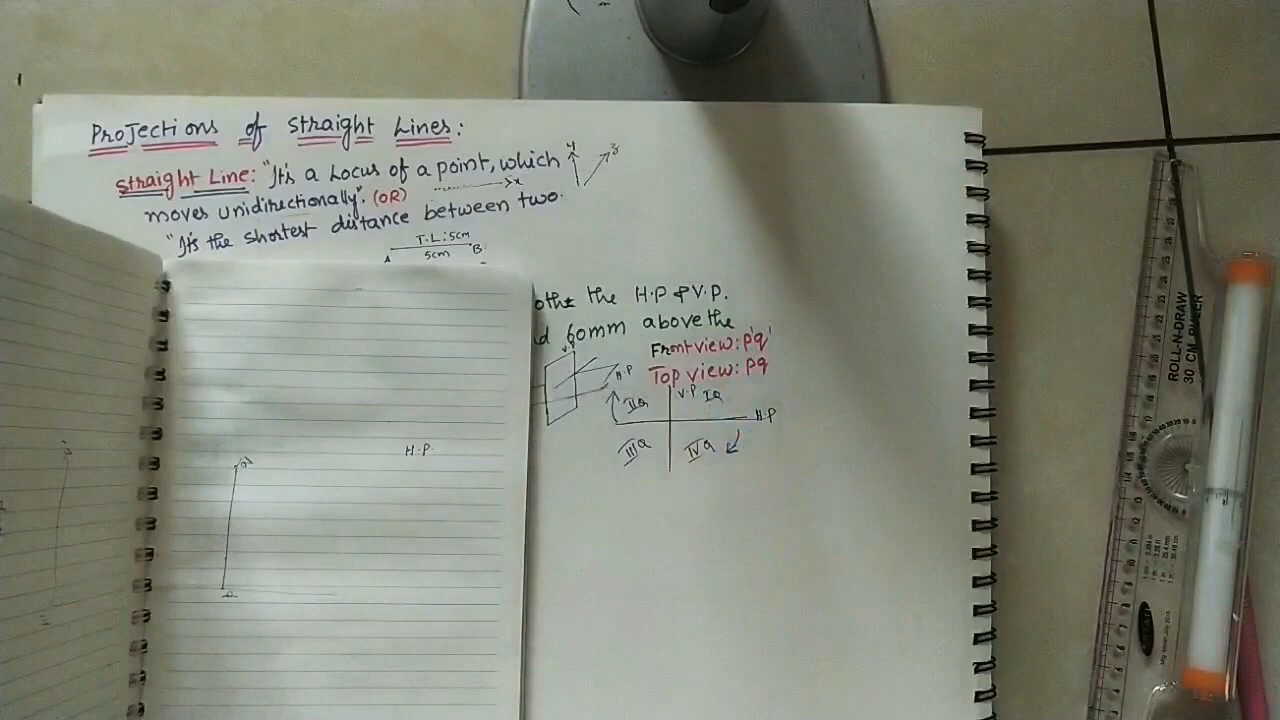 Projections of straight Lines:
straight Line: "It's a Locus of a point, which
y
z
x
moves unidirectionally". (OR)
"It's the shortest distance between two
T.L:5cm
A B
5cm
the H.P & V.P.
60mm above the
Front view: p'q'
Top view: pq
H.P
V.P IQ
IIQ
H.P
IIIQ IVQ
H.P.
ROLL-N-DRAW
30 CM RULER